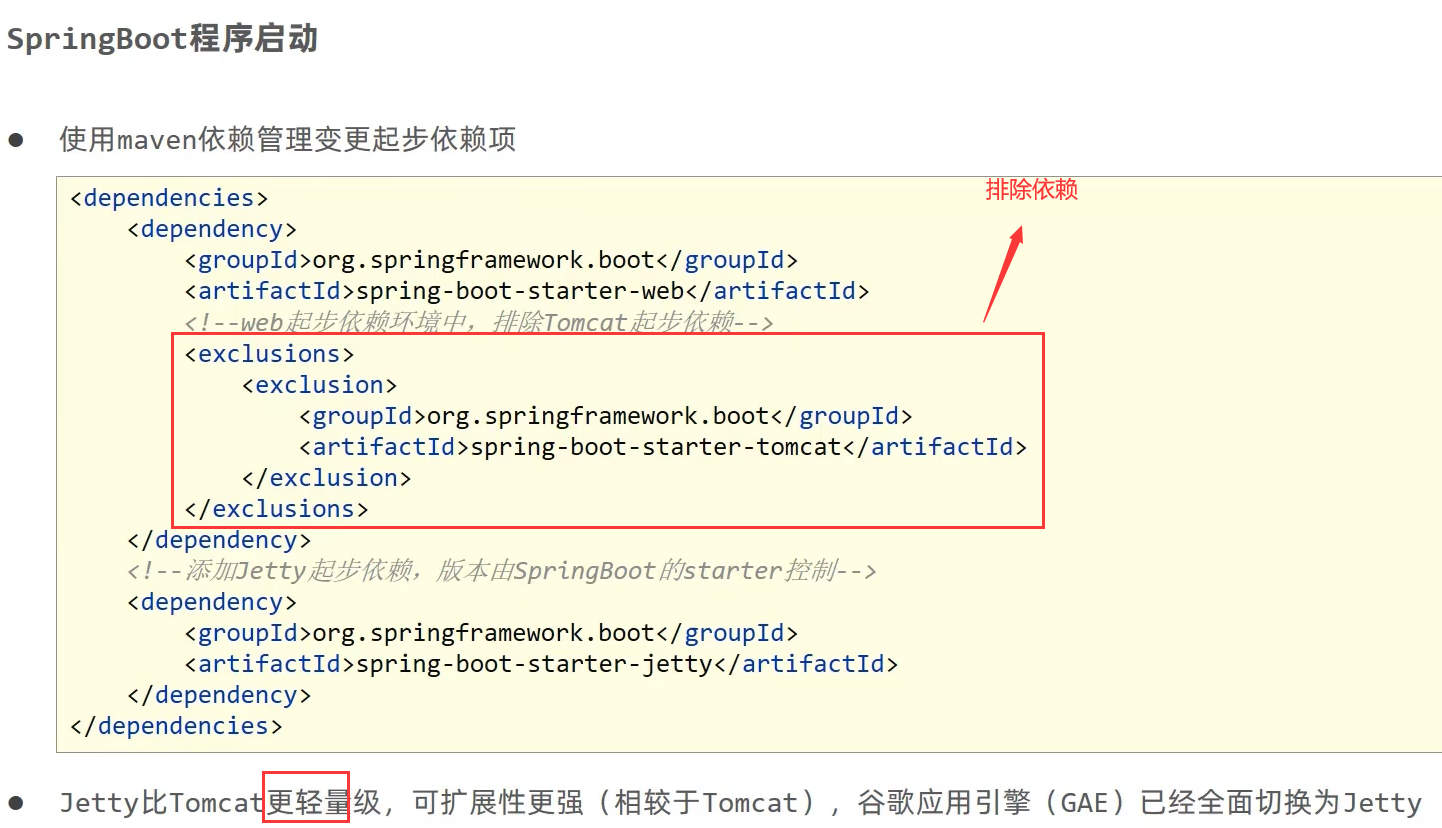 SpringBoot程序启动
● 使用maven依赖管理变更起步依赖项
排除依赖
<dependencies>
    <dependency>
        <groupId>org.springframework.boot</groupId>
        <artifactId>spring-boot-starter-web</artifactId>
        <!--web起步依赖环境中，排除Tomcat起步依赖-->
        <exclusions>
            <exclusion>
                <groupId>org.springframework.boot</groupId>
                <artifactId>spring-boot-starter-tomcat</artifactId>
            </exclusion>
        </exclusions>
    </dependency>
    <!--添加Jetty起步依赖，版本由SpringBoot的starter控制-->
    <dependency>
        <groupId>org.springframework.boot</groupId>
        <artifactId>spring-boot-starter-jetty</artifactId>
    </dependency>
</dependencies>
● Jetty比Tomcat更轻量级，可扩展性更强（相较于Tomcat），谷歌应用引擎（GAE）已经全面切换为Jetty